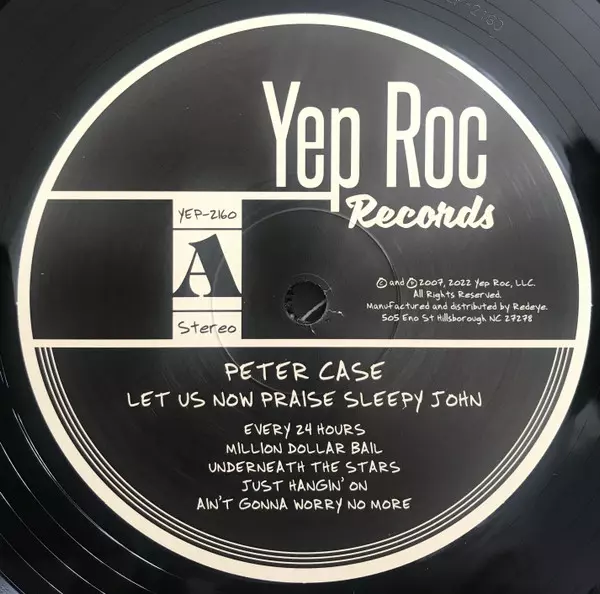 Yep Roc
Records
YEP-2160
A
Stereo
© and ℗ 2007, 2022 Yep Roc, LLC.
All Rights Reserved.
Manufactured and distributed by Redeye.
505 Eno St Hillsborough NC 27278
PETER CASE
LET US NOW PRAISE SLEEPY JOHN
EVERY 24 HOURS
MILLION DOLLAR BAIL
UNDERNEATH THE STARS
JUST HANGIN' ON
AIN'T GONNA WORRY NO MORE